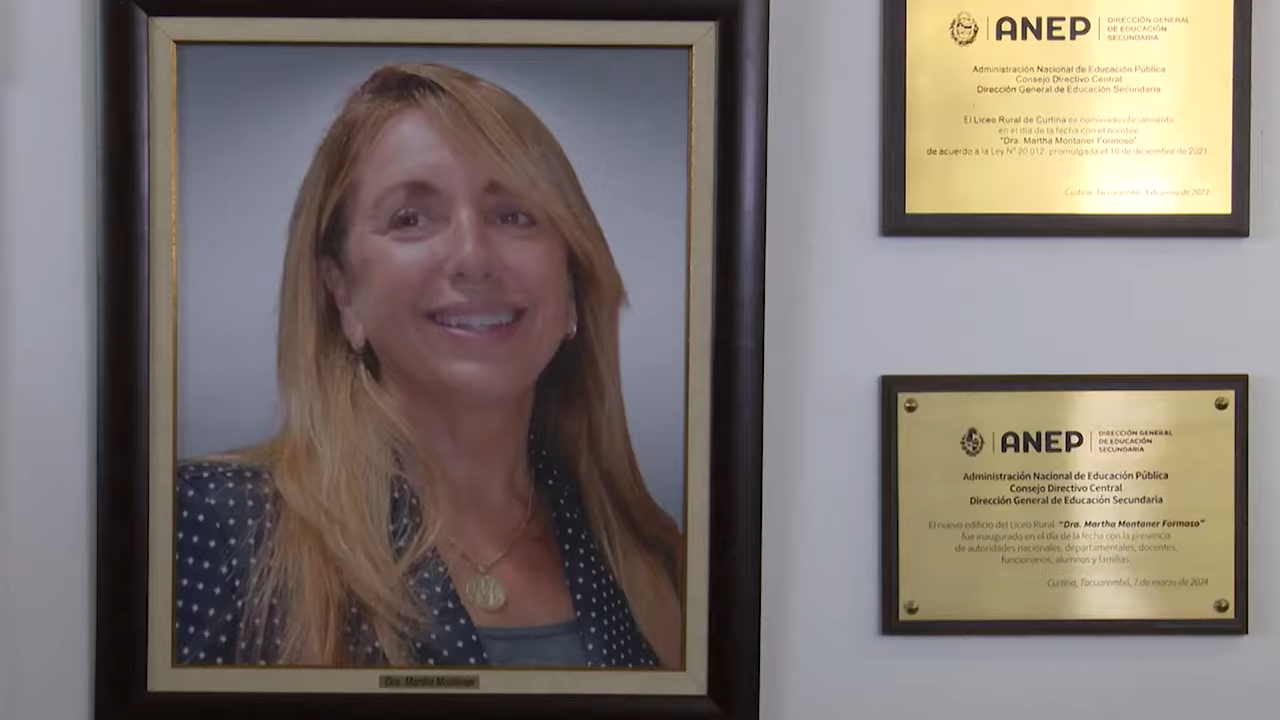 ANEP
DIRECCIÓN GENERAL
DE EDUCACIÓN
SECUNDARIA
Administración Nacional de Educación Pública
Consejo Directivo Central
Dirección General de Educación Secundaria
El Liceo Rural de Curtina es nominado oficialmente
en el día de la fecha con el nombre
"Dra. Martha Montaner Formoso"
de acuerdo a la Ley Nº 20.012, promulgada el 16 de diciembre de 2021.
Curtina, Tacuarembó, 9 de junio de 2023
ANEP
DIRECCIÓN GENERAL
DE EDUCACIÓN
SECUNDARIA
Administración Nacional de Educación Pública
Consejo Directivo Central
Dirección General de Educación Secundaria
El nuevo edificio del Liceo Rural "Dra. Martha Montaner Formoso"
fue inaugurado en el día de la fecha con la presencia
de autoridades nacionales, departamentales, docentes,
funcionarios, alumnos y familias.
Curtina, Tacuarembó, 7 de marzo de 2024
Dra. Martha Montaner